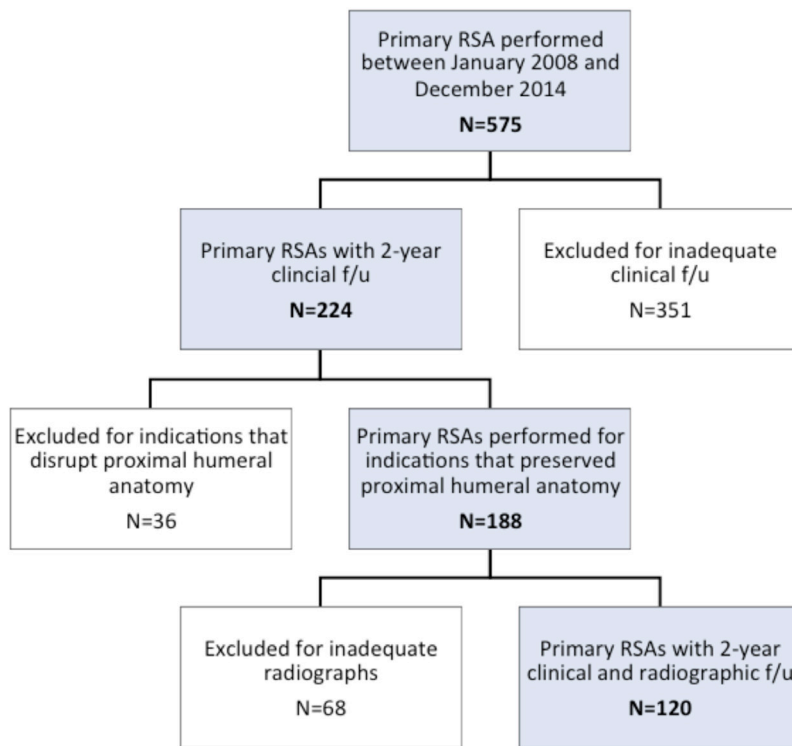 Primary RSA performed
between January 2008 and
December 2014
N=575
Primary RSAs with 2-year
clincial f/u
N=224
Excluded for inadequate
clinical f/u
N=351
Excluded for indications that
disrupt proximal humeral
anatomy
N=36
Primary RSAs performed for
indications that preserved
proximal humeral anatomy
N=188
Excluded for inadequate
radiographs
N=68
Primary RSAs with 2-year
clinical and radiographic f/u
N=120